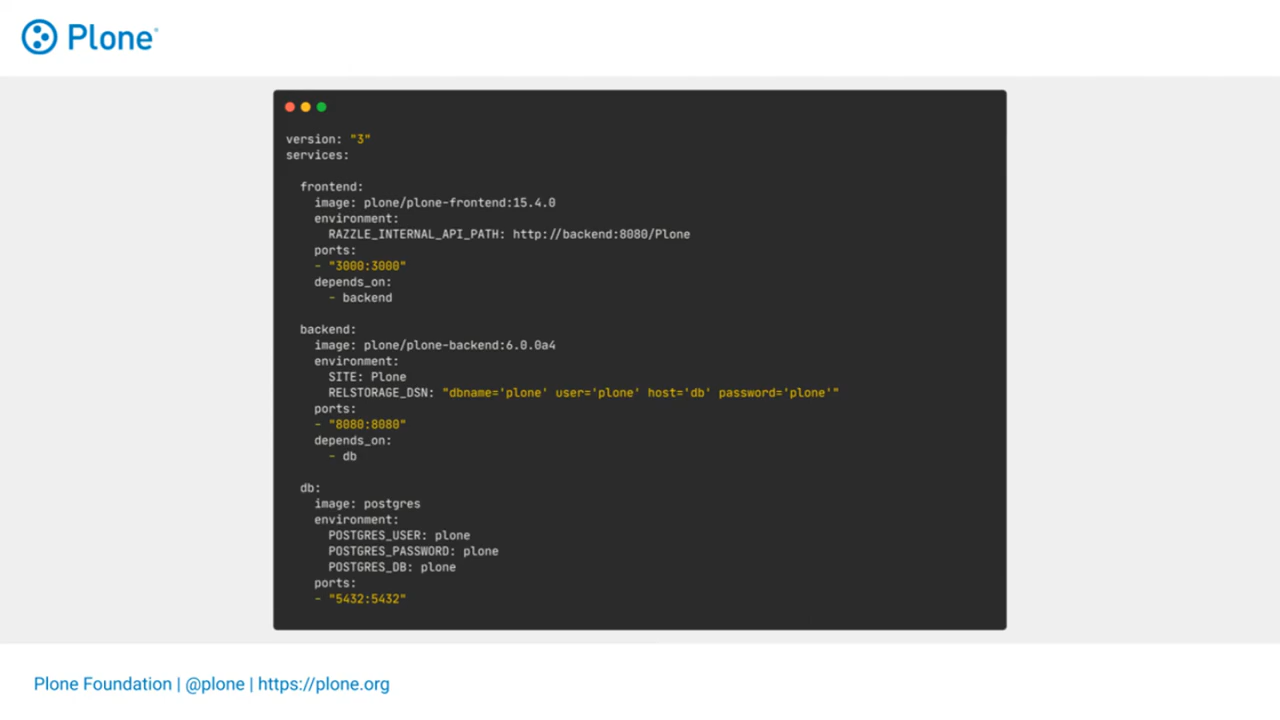 Plone
version: "3"
services:
frontend:
image: plone/plone-frontend:15.4.0
environment:
RAZZLE_INTERNAL_API_PATH: http://backend:8080/Plone
ports:
- "3000:3000"
depends_on:
- backend
backend:
image: plone/plone-backend:6.0.0a4
environment:
SITE: Plone
RELSTORAGE_DSN: "dbname='plone' user='plone' host='db' password='plone'"
ports:
- "8080:8080"
depends_on:
- db
db:
image: postgres
environment:
POSTGRES_USER: plone
POSTGRES_PASSWORD: plone
POSTGRES_DB: plone
ports:
- "5432:5432"
Plone Foundation | @plone | https://plone.org